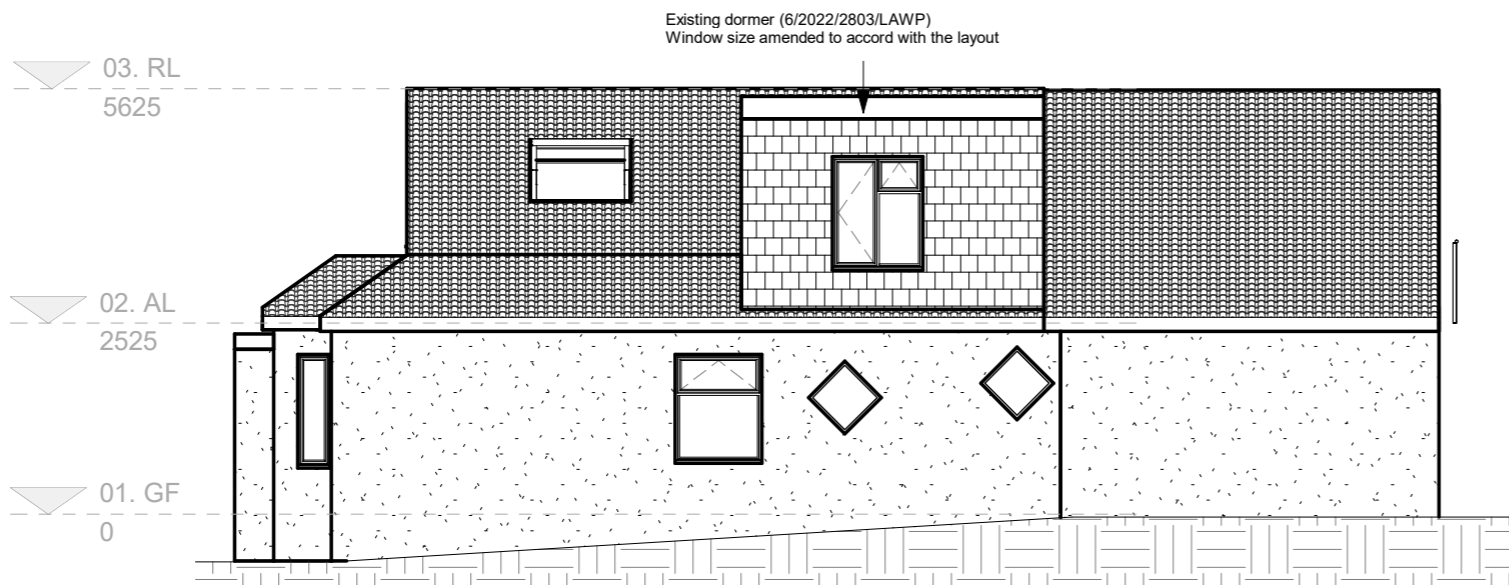 Existing dormer (6/2022/2803/LAWP)
Window size amended to accord with the layout
03. RL
5625
02. AL
2525
01. GF
0